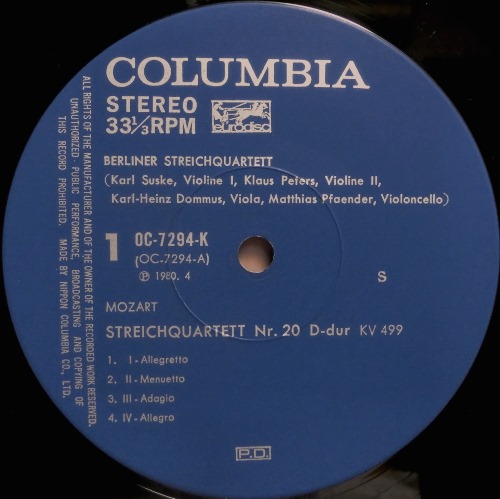 COLUMBIA
STEREO
33⅓RPM
eurodisc
BERLINER STREICHQUARTETT
(Karl Suske, Violine I, Klaus Peters, Violine II,
Karl-Heinz Dommus, Viola, Matthias Pfaender, Violoncello)
1
OC-7294-K
(OC-7294-A)
℗ 1980. 4
S
MOZART
STREICHQUARTETT Nr. 20 D-dur KV 499
1. I-Allegretto
2. II-Menuetto
3. III-Adagio
4. IV-Allegro
P.D.
ALL RIGHTS OF THE MANUFACTURER AND OF THE OWNER OF THE RECORDED WORK RESERVED.
UNAUTHORIZED PUBLIC PERFORMANCE, BROADCASTING AND COPYING OF
THIS RECORD PROHIBITED. MADE BY NIPPON COLUMBIA CO., LTD.